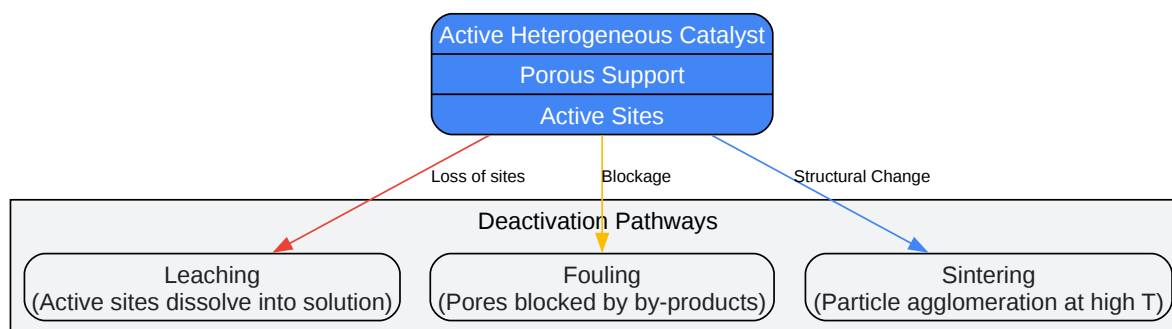 Active Heterogeneous Catalyst
Porous Support
Active Sites
Loss of sites
Blockage
Structural Change
Deactivation Pathways
Leaching
(Active sites dissolve into solution)
Fouling
(Pores blocked by by-products)
Sintering
(Particle agglomeration at high T)